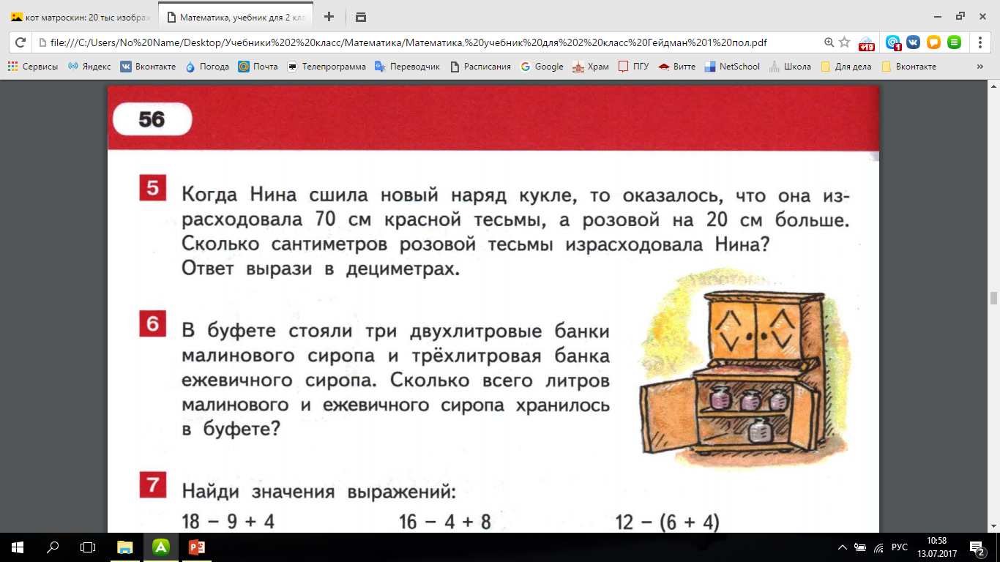 кот матроскин: 20 тыс изображ
Математика, учебник для 2 кла
file:///C:/Users/No%20Name/Desktop/Учебники%202%20класс/Математика/Математика,%20учебник%20для%202%20класс%20Гейдман%201%20пол.pdf
+19
1
Сервисы Яндекс Вконтакте Погода Почта Телепрограмма Переводчик Расписания Google Храм ПГУ Витте NetSchool Школа Для дела Вконтакте »
56
5 Когда Нина сшила новый наряд кукле, то оказалось, что она из-
расходовала 70 см красной тесьмы, а розовой на 20 см больше.
Сколько сантиметров розовой тесьмы израсходовала Нина?
Ответ вырази в дециметрах.
6 В буфете стояли три двухлитровые банки
малинового сиропа и трёхлитровая банка
ежевичного сиропа. Сколько всего литров
малинового и ежевичного сиропа хранилось
в буфете?
7 Найди значения выражений:
18 − 9 + 4 16 − 4 + 8 12 − (6 + 4)
РУС
10:58
13.07.2017
2